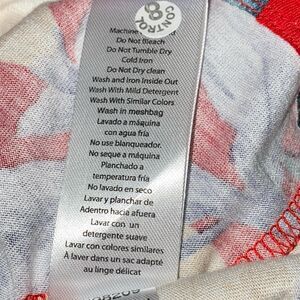 CONTROL
8
Machine
Do Not Bleach
Do Not Tumble Dry
Cold Iron
Do Not Dry clean
Wash and Iron Inside Out
Wash With Mild Detergent
Wash With Similar Colors
Wash in meshbag
Lavado a máquina
con agua fría
No use blanqueador.
No seque a máquina
Planchado a
temperatura fría
No lavado en seco
Lavar y planchar de
Adentro hacia afuera
Lavar con un
detergente suave
Lavar con colores similares
À laver dans un sac adapté
au linge délicat